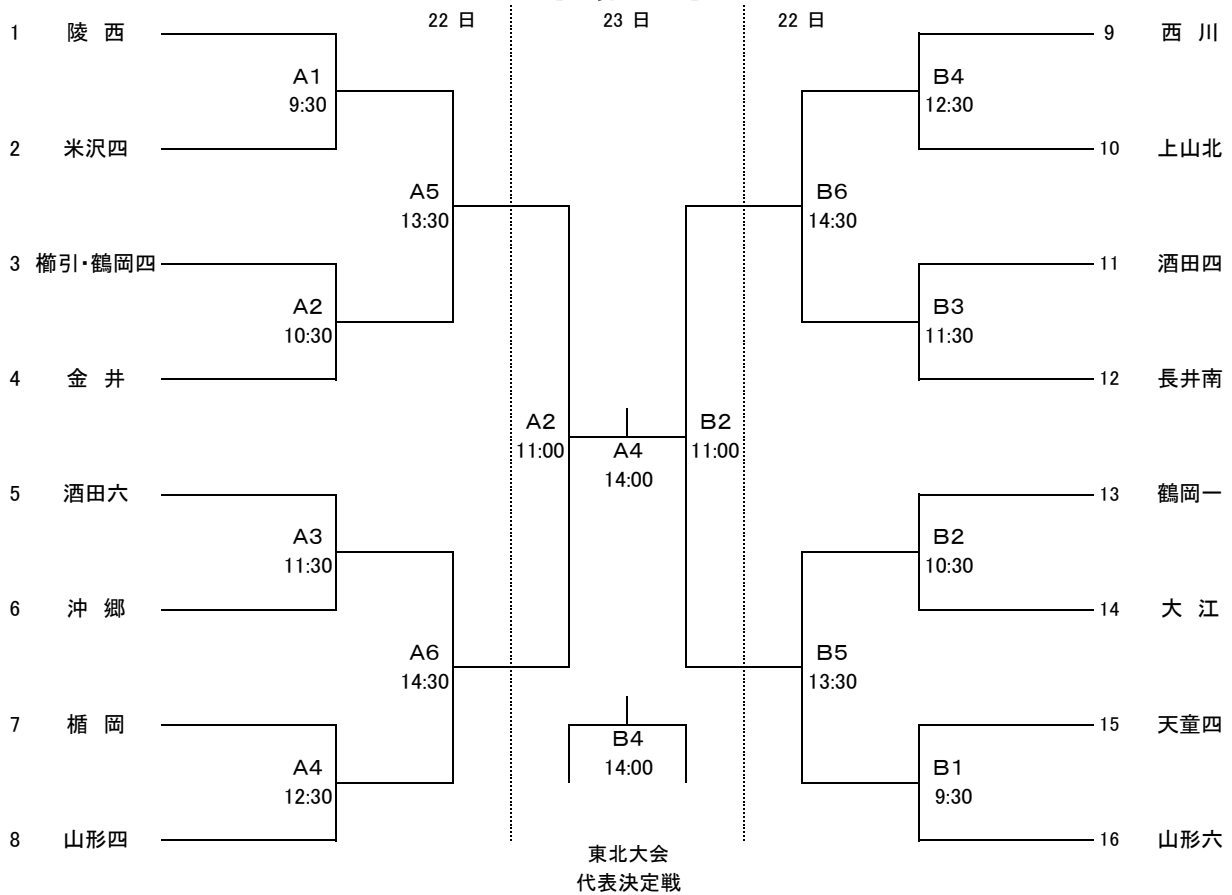 22 日
23 日
22 日
1 陵 西
A1
9:30
2 米沢四
A5
13:30
3 櫛引・鶴岡四
A2
10:30
4 金 井
A2
11:00
5 酒田六
A3
11:30
6 沖 郷
A6
14:30
7 楯 岡
A4
12:30
8 山形四
A4
14:00
B4
14:00
東北大会
代表決定戦
9 西 川
B4
12:30
10 上山北
B6
14:30
11 酒田四
B3
11:30
12 長井南
B2
11:00
13 鶴岡一
B2
10:30
14 大 江
B5
13:30
15 天童四
B1
9:30
16 山形六